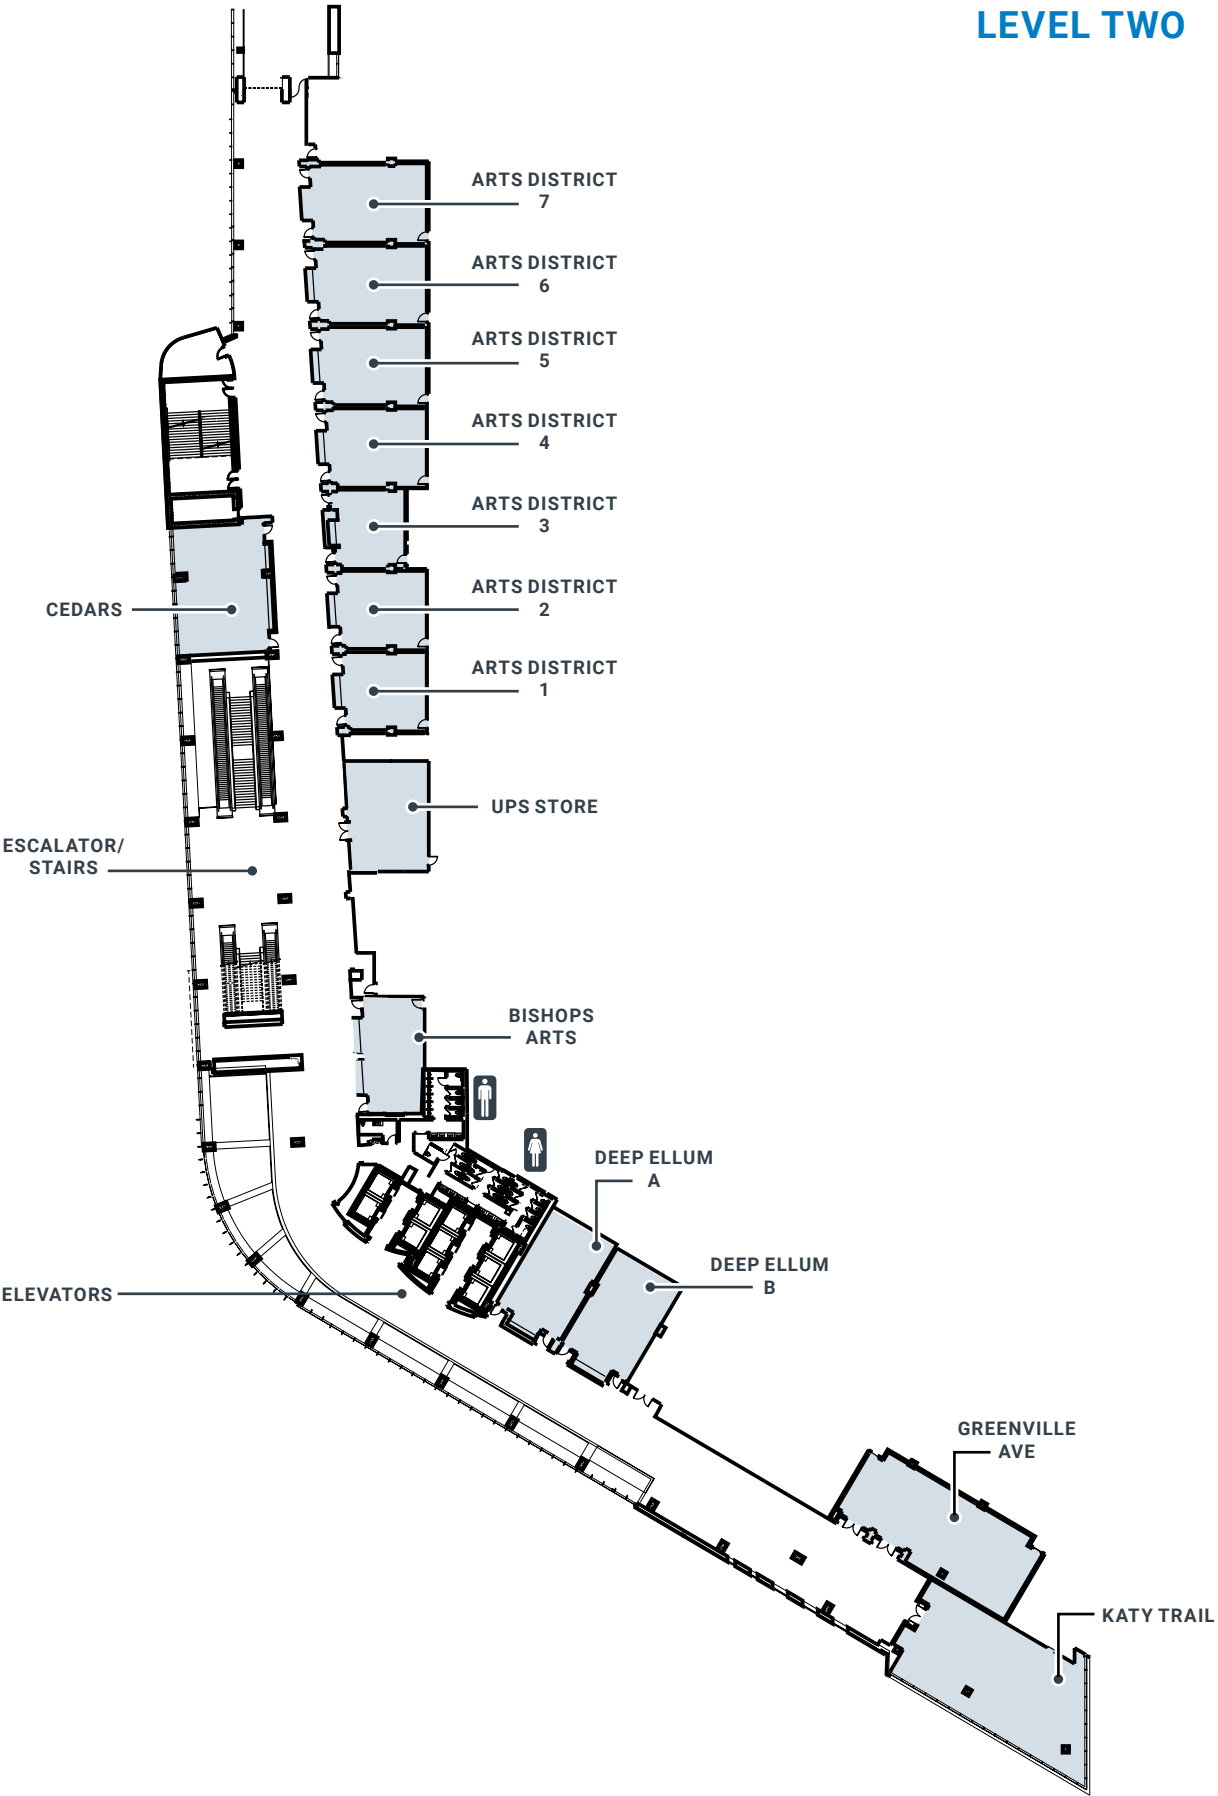 LEVEL TWO
ARTS DISTRICT
7
ARTS DISTRICT
6
ARTS DISTRICT
5
ARTS DISTRICT
4
ARTS DISTRICT
3
ARTS DISTRICT
2
CEDARS
ARTS DISTRICT
1
UPS STORE
ESCALATOR/
STAIRS
BISHOPS
ARTS
DEEP ELLUM
A
DEEP ELLUM
B
ELEVATORS
GREENVILLE
AVE
KATY TRAIL